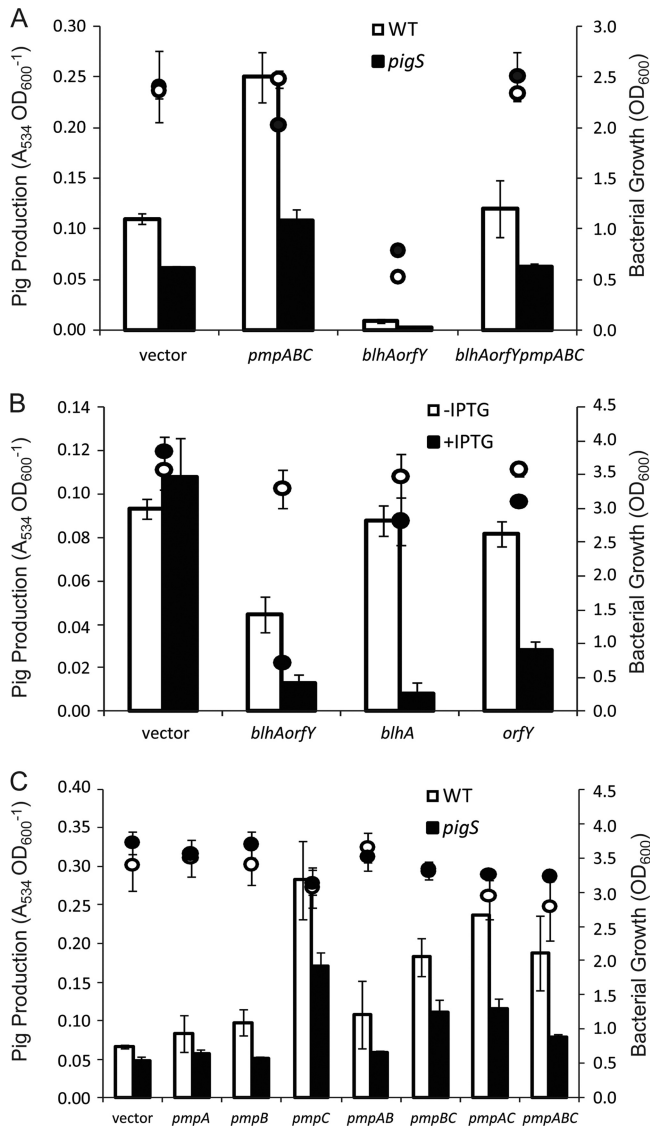 A
WT
pigS
Pig Production (A534 OD600-1)
0.30
0.25
0.20
0.15
0.10
0.05
0.00
3.0
2.5
2.0
1.5
1.0
0.5
0.0
Bacterial Growth (OD600)
vector pmpABC blhAorfY blhAorfYpmpABC
B
-IPTG
+IPTG
Pig Production (A534 OD600-1)
0.14
0.12
0.10
0.08
0.06
0.04
0.02
0.00
4.5
4.0
3.5
3.0
2.5
2.0
1.5
1.0
0.5
0.0
Bacterial Growth (OD600)
vector blhAorfY blhA orfY
C
WT
pigS
Pig Production (A534 OD600-1)
0.40
0.35
0.30
0.25
0.20
0.15
0.10
0.05
0.00
4.5
4.0
3.5
3.0
2.5
2.0
1.5
1.0
0.5
0.0
Bacterial Growth (OD600)
vector pmpA pmpB pmpC pmpAB pmpBC pmpAC pmpABC